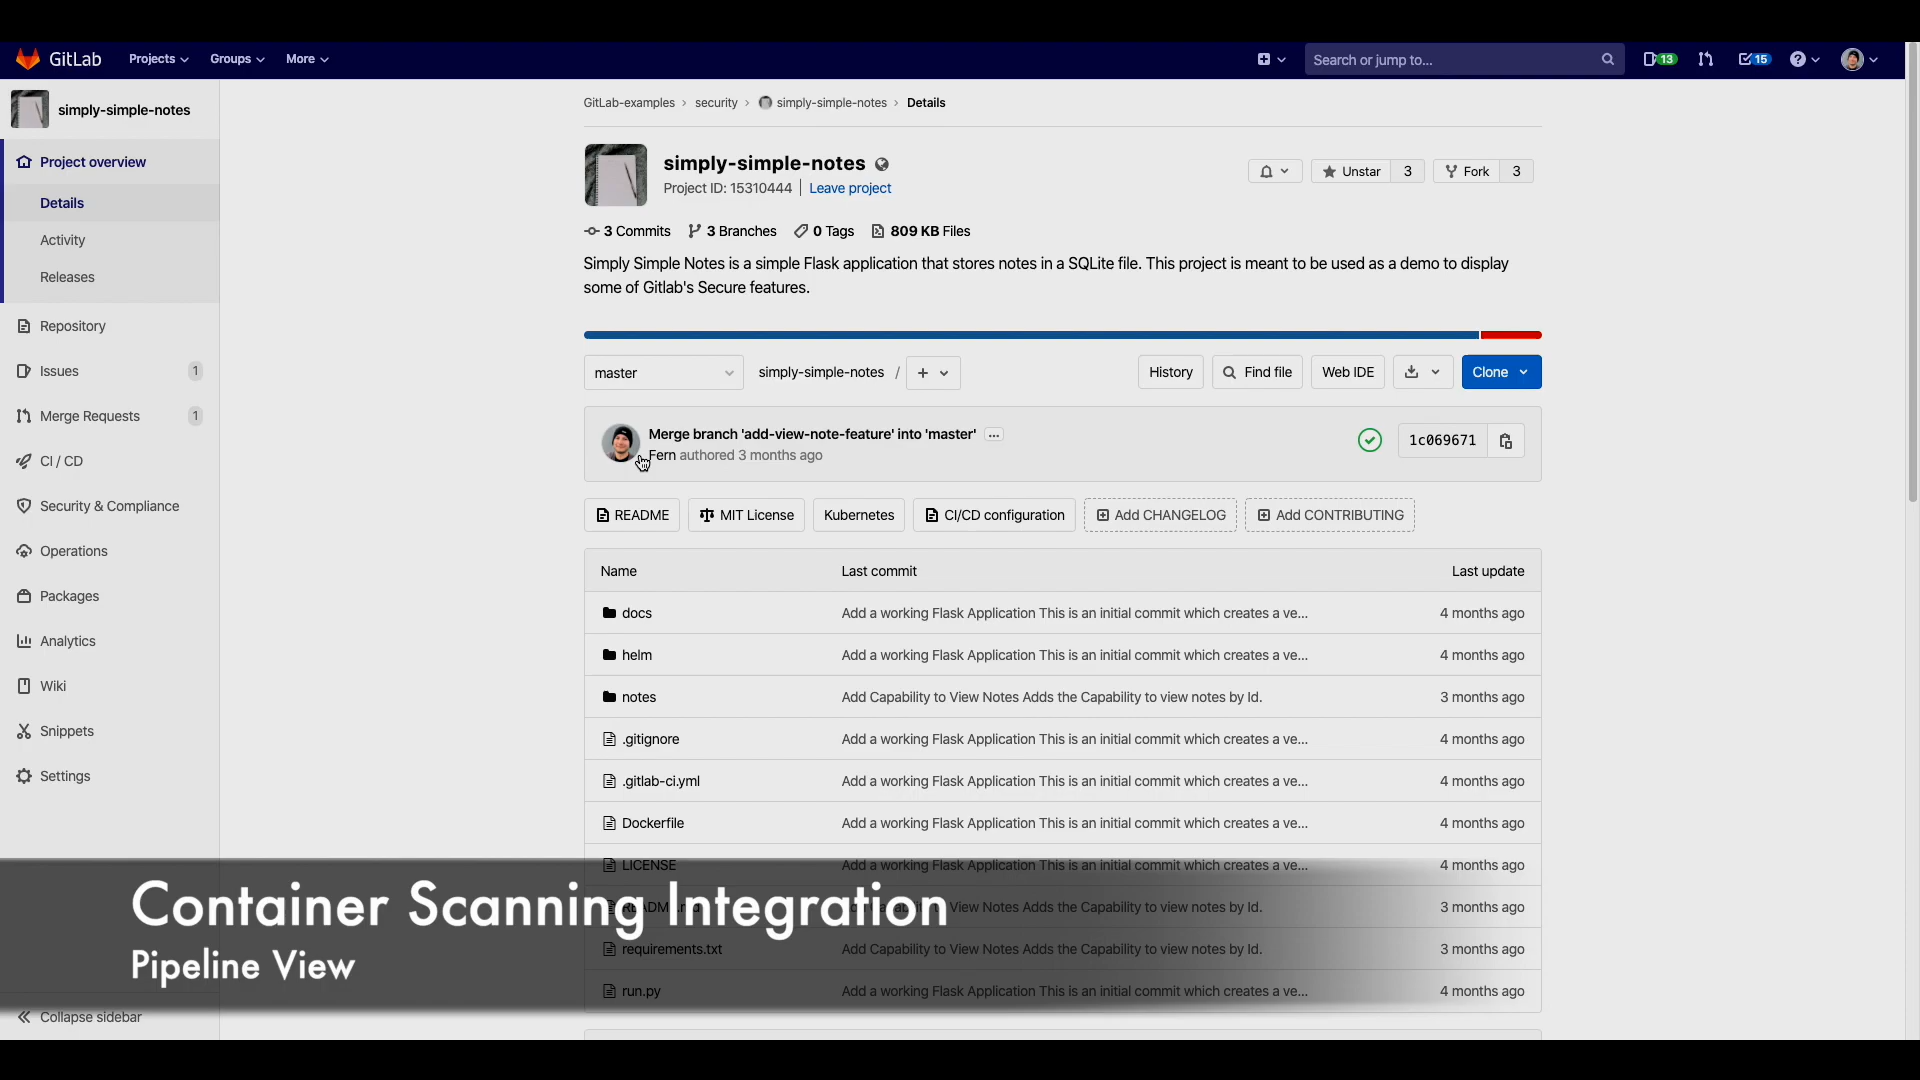 GitLab
Projects
Groups
More
Search or jump to...
13
15
simply-simple-notes
Project overview
Details
Activity
Releases
Repository
Issues
1
Merge Requests
1
CI / CD
Security & Compliance
Operations
Packages
Analytics
Wiki
Snippets
Settings
Collapse sidebar
GitLab-examples > security > simply-simple-notes > Details
simply-simple-notes
Project ID: 15310444 | Leave project
Unstar 3
Fork 3
3 Commits 3 Branches 0 Tags 809 KB Files
Simply Simple Notes is a simple Flask application that stores notes in a SQLite file. This project is meant to be used as a demo to display
some of Gitlab's Secure features.
master
simply-simple-notes / +
History
Find file
Web IDE
Clone
Merge branch 'add-view-note-feature' into 'master' ...
Fern authored 3 months ago
1c069671
README
MIT License
Kubernetes
CI/CD configuration
Add CHANGELOG
Add CONTRIBUTING
Name Last commit Last update
docs Add a working Flask Application This is an initial commit which creates a ve... 4 months ago
helm Add a working Flask Application This is an initial commit which creates a ve... 4 months ago
notes Add Capability to View Notes Adds the Capability to view notes by Id. 3 months ago
.gitignore Add a working Flask Application This is an initial commit which creates a ve... 4 months ago
.gitlab-ci.yml Add a working Flask Application This is an initial commit which creates a ve... 4 months ago
Dockerfile Add a working Flask Application This is an initial commit which creates a ve... 4 months ago
LICENSE Add a working Flask Application This is an initial commit which creates a ve... 4 months ago
View Notes Adds the Capability to view notes by Id. 3 months ago
requirements.txt Add Capability to View Notes Adds the Capability to view notes by Id. 3 months ago
run.py Add a working Flask Application This is an initial commit which creates a ve... 4 months ago
Container Scanning Integration
Pipeline View